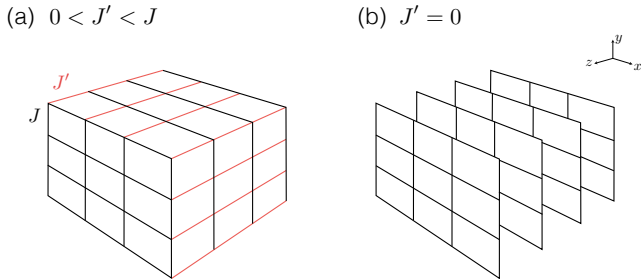 (a) 0 < J′ < J
(b) J′ = 0
J′
J
y
z
x